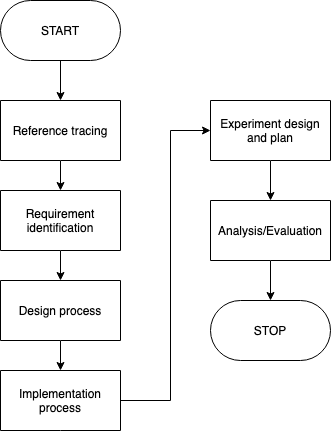 START
Reference tracing
Requirement
identification
Design process
Implementation
process
Experiment design
and plan
Analysis/Evaluation
STOP